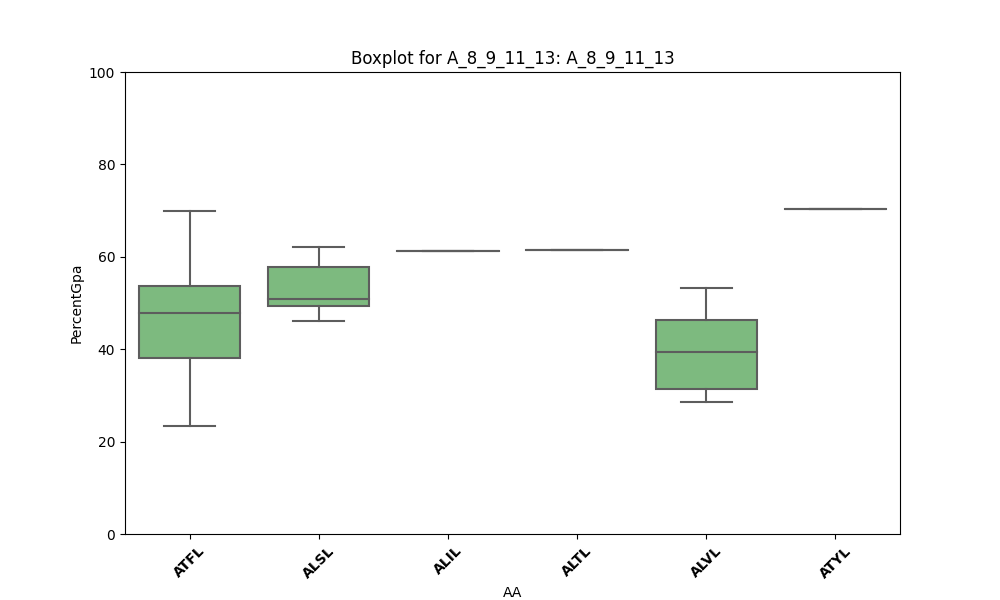 Boxplot for A_8_9_11_13: A_8_9_11_13
100
80
60
40
20
0
PercentGpa
ATFL
ALSL
ALIL
ALTL
ALVL
ATYL
AA